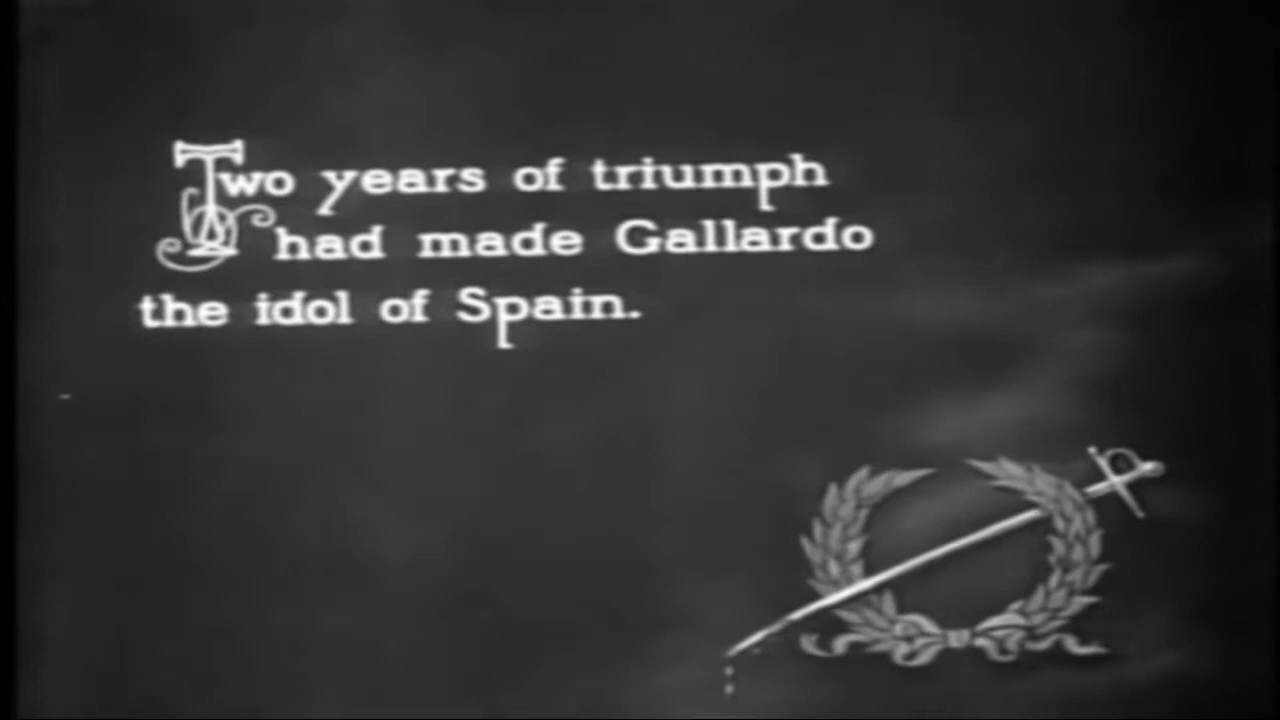 Two years of triumph
had made Gallardo
the idol of Spain.